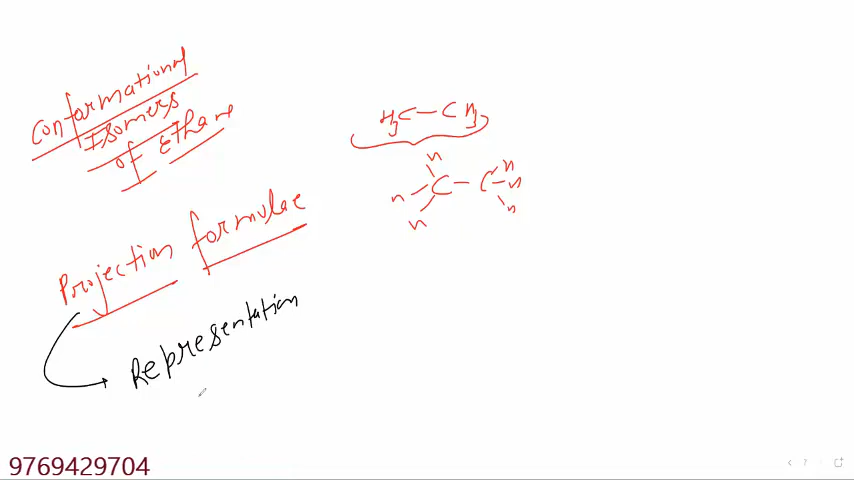 Conformational
Isomers
of Ethane
H3C-CH3
H
H C - C H
H
H
H
Projection formulae
Representation
9769429704